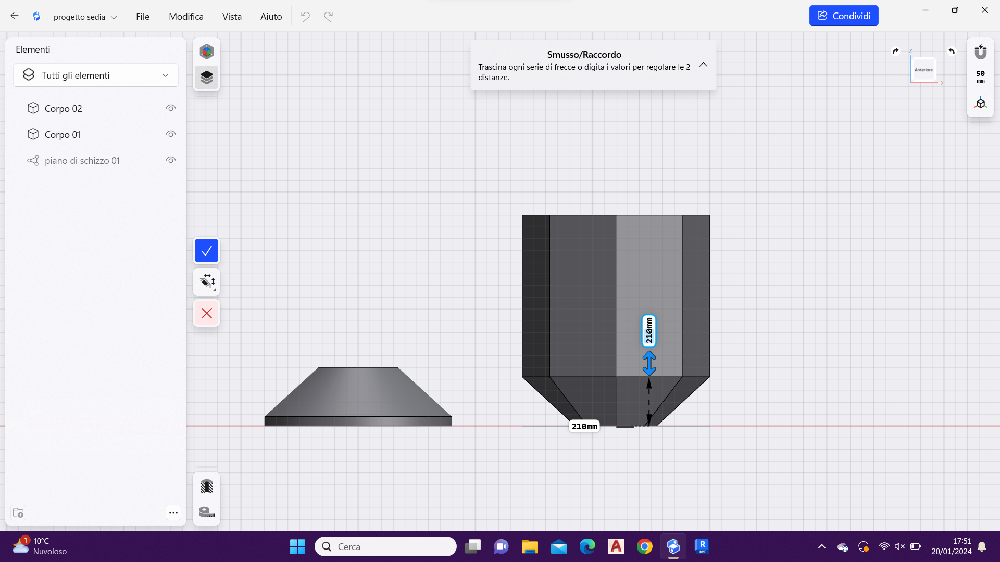 progetto sedia
File
Modifica
Vista
Aiuto
Condividi
Elementi
Tutti gli elementi
Corpo 02
Corpo 01
piano di schizzo 01
Smusso/Raccordo
Trascina ogni serie di frecce o digita i valori per regolare le 2
distanze.
Z
Anteriore
X
50
mm
210mm
210mm
1
10°C
Nuvoloso
Cerca
A
R
RVT
17:51
20/01/2024